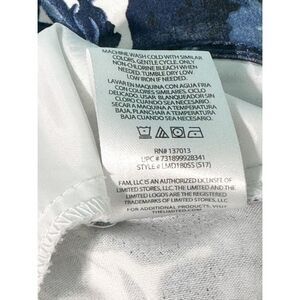 MACHINE WASH COLD WITH SIMILAR
COLORS, GENTLE CYCLE, ONLY
NON-CHLORINE BLEACH WHEN
NEEDED, TUMBLE DRY LOW
LOW IRON IF NEEDED
LAVAR EN MAQUINA CON AGUA FRIA
CON COLORES SIMILARES, CICLO
DELICADO, USAR, BLANQUEADOR SIN
CLORO CUANDO SEA NECESARIO,
SECAR A MAQUINA A TEMPERATURA
BAJA, PLANCHAR A TEMPERATURA
BAJA CUANDO SEA NECESARIO.
RN# 137013
UPC # 731899928341
STYLE # LMD180SS (S17)
FAM, LLC IS AN AUTHORIZED LICENSEE OF
LIMITED STORES, LLC, THE LIMITED AND THE
LIMITED LOGOS ARE THE REGISTERED
TRADEMARKS OF LIMITED STORES, LLC
FOR ADDITIONAL PRODUCTS, VISIT
THELIMITED.COM